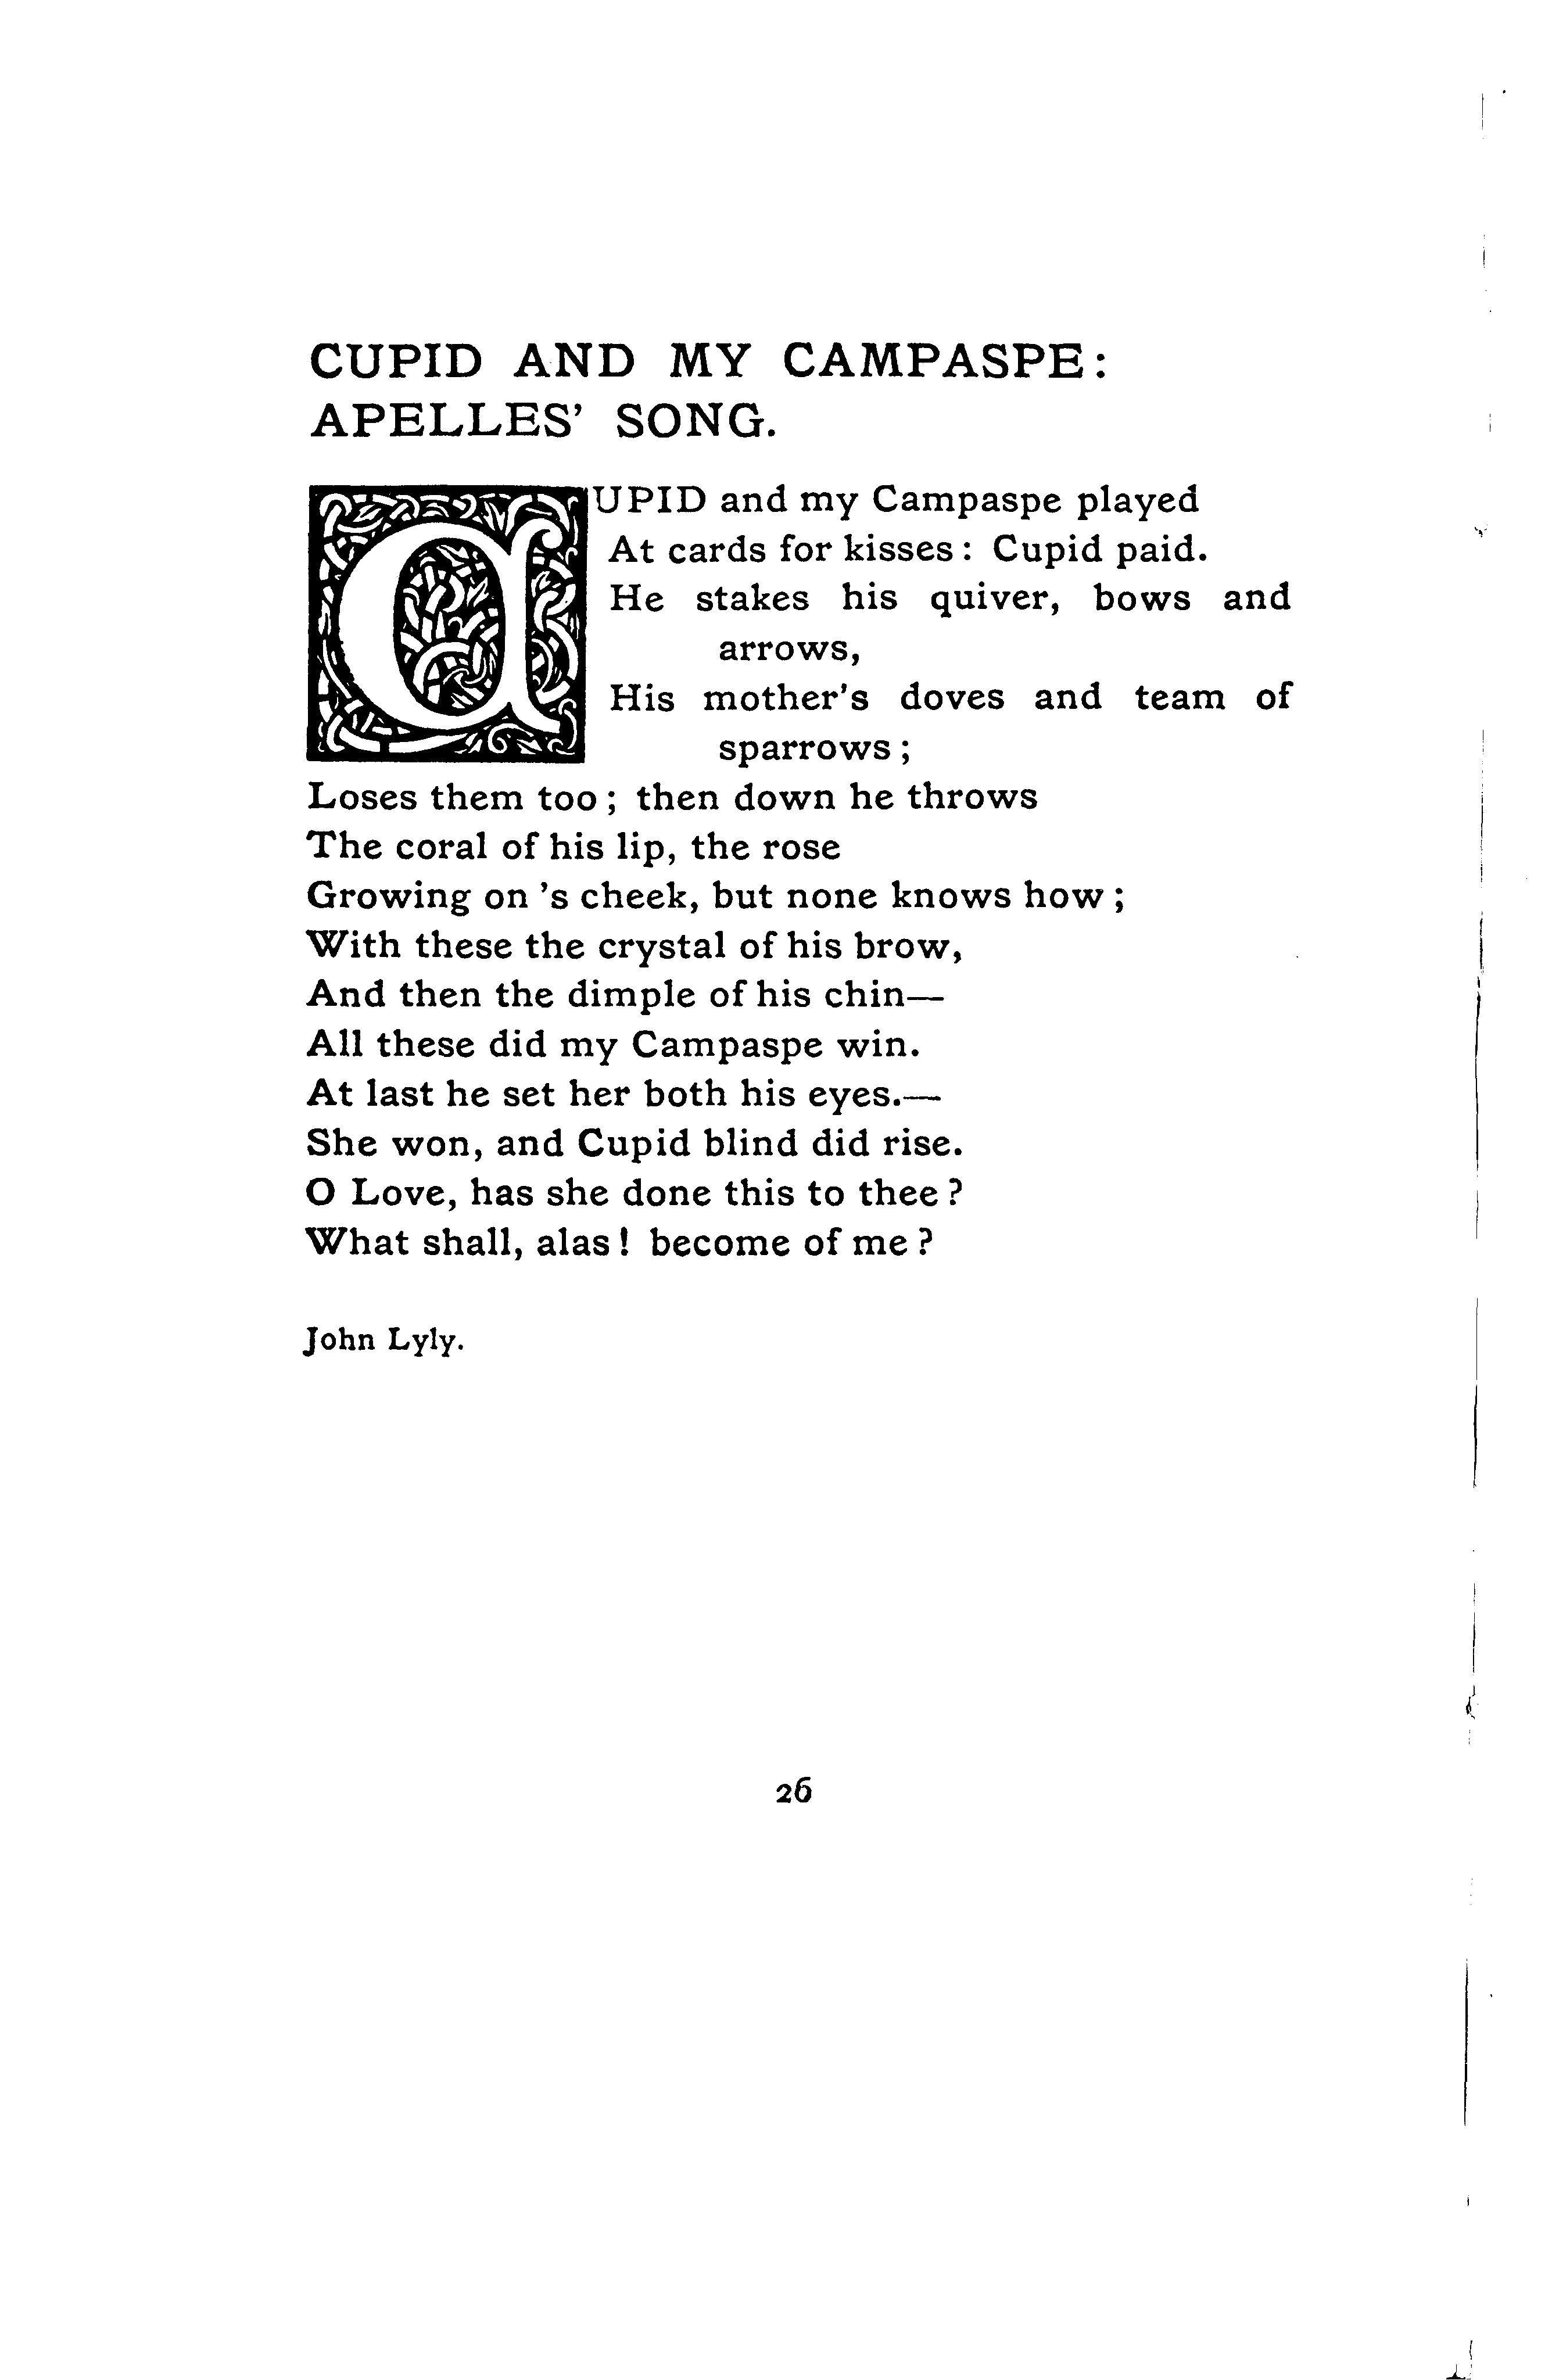 CUPID AND MY CAMPASPE:
APELLES' SONG.
CUPID and my Campaspe played
At cards for kisses : Cupid paid.
He stakes his quiver, bows and
arrows,
His mother's doves and team of
sparrows ;
Loses them too ; then down he throws
The coral of his lip, the rose
Growing on 's cheek, but none knows how ;
With these the crystal of his brow,
And then the dimple of his chin—
All these did my Campaspe win.
At last he set her both his eyes.—
She won, and Cupid blind did rise.
O Love, has she done this to thee ?
What shall, alas ! become of me ?
John Lyly.
26